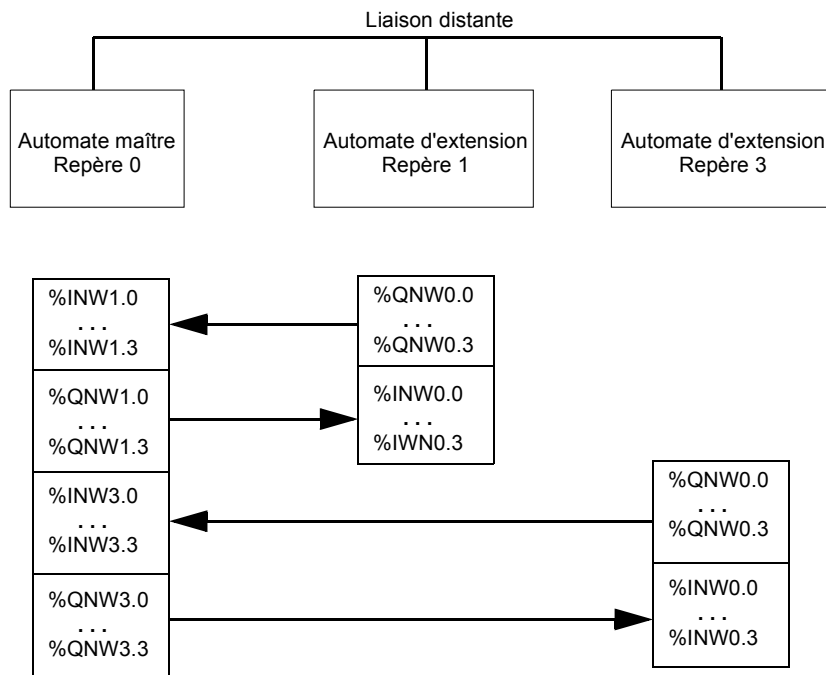 Liaison distante
Automate maître
Repère 0
Automate d'extension
Repère 1
Automate d'extension
Repère 3
%INW1.0
. . .
%INW1.3
%QNW1.0
. . .
%QNW1.3
%INW3.0
. . .
%INW3.3
%QNW3.0
. . .
%QNW3.3
%QNW0.0
. . .
%QNW0.3
%INW0.0
. . .
%IWN0.3
%QNW0.0
. . .
%QNW0.3
%INW0.0
. . .
%INW0.3